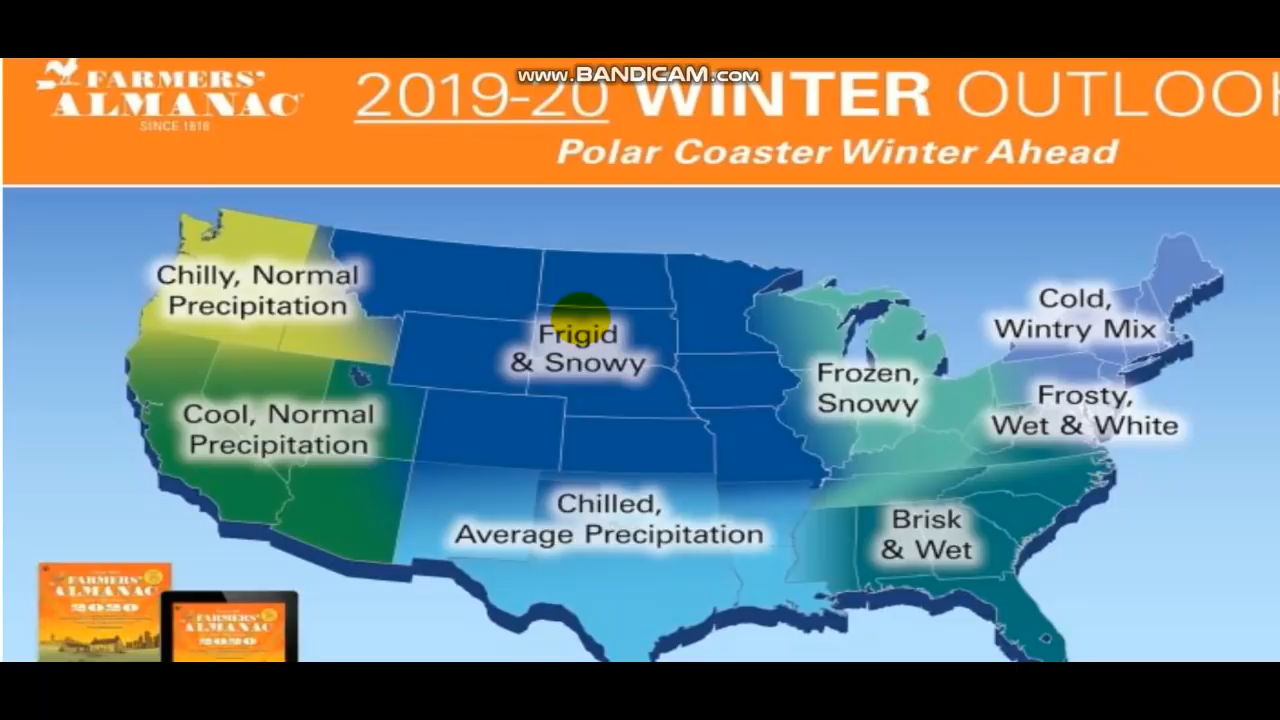 www.BANDICAM.com
FARMERS'
ALMANAC
SINCE 1818
2019-20 WINTER OUTLOOK
Polar Coaster Winter Ahead
Chilly, Normal
Precipitation
Frigid
& Snowy
Cold,
Wintry Mix
Frozen,
Snowy
Frosty,
Wet & White
Cool, Normal
Precipitation
Chilled,
Average Precipitation
Brisk
& Wet
FARMERS'
ALMANAC
2020
FARMERS'
ALMANAC
2020